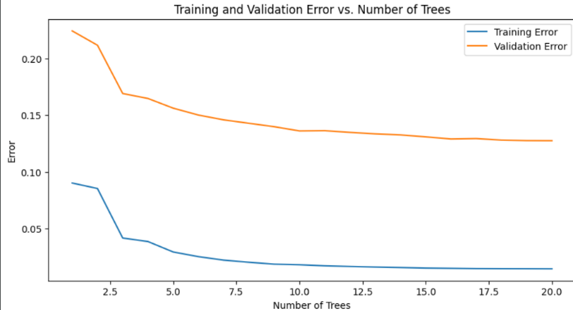 Training and Validation Error vs. Number of Trees
Training Error
Validation Error
0.20
0.15
0.10
0.05
Error
2.5 5.0 7.5 10.0 12.5 15.0 17.5 20.0
Number of Trees